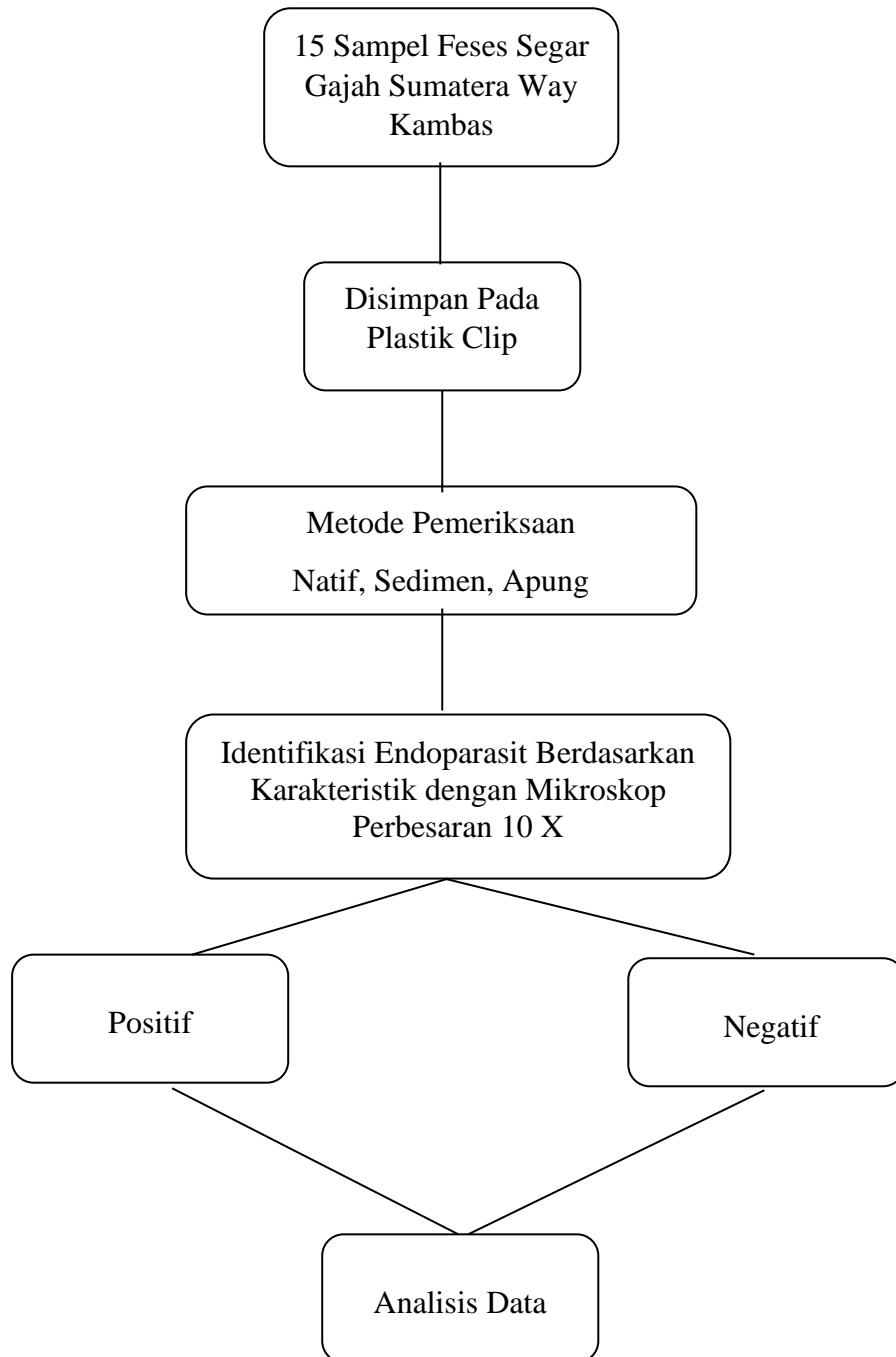 15 Sampel Feses Segar
Gajah Sumatera Way
Kambas
Disimpan Pada
Plastik Clip
Metode Pemeriksaan
Natif, Sedimen, Apung
Identifikasi Endoparasit Berdasarkan
Karakteristik dengan Mikroskop
Perbesaran 10 X
Positif
Negatif
Analisis Data